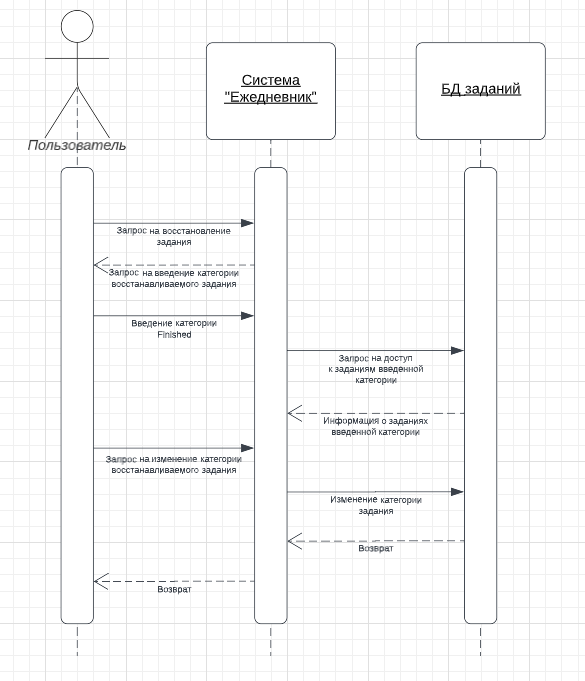 Система
"Ежедневник"
БД заданий
Пользователь
Запрос на восстановление
задания
Запрос на введение категории
восстанавливаемого задания
Введение категории
Finished
Запрос на доступ
к заданиям введенной
категории
Информация о заданиях
введенной категории
Запрос на изменение категории
восстанавливаемого задания
Изменение категории
задания
Возврат
Возврат